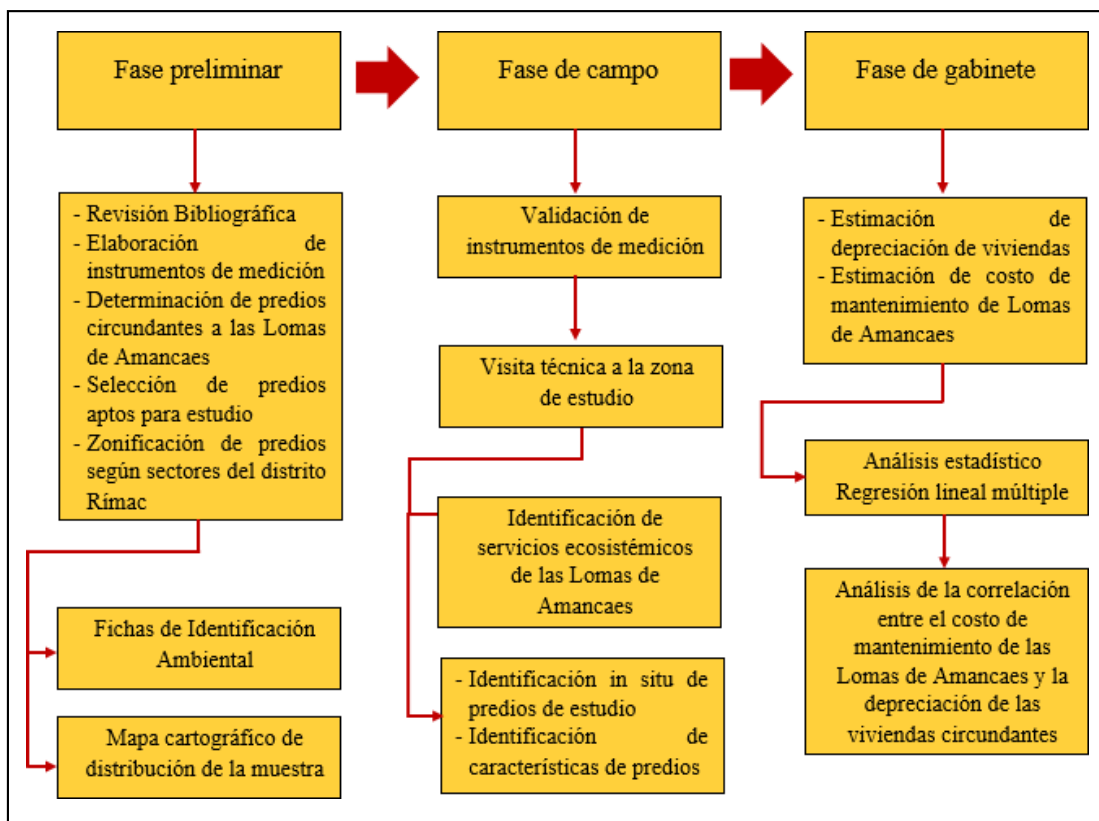 Fase preliminar
Fase de campo
Fase de gabinete
- Revisión Bibliográfica
- Elaboración de
instrumentos de medición
- Determinación de predios
circundantes a las Lomas
de Amancaes
- Selección de predios
aptos para estudio
- Zonificación de predios
según sectores del distrito
Rímac
Fichas de Identificación
Ambiental
Mapa cartográfico de
distribución de la muestra
Validación de
instrumentos de medición
Visita técnica a la zona
de estudio
Identificación de
servicios ecosistémicos
de las Lomas de
Amancaes
- Identificación in situ de
predios de estudio
- Identificación de
características de predios
- Estimación de
depreciación de viviendas
- Estimación de costo de
mantenimiento de Lomas
de Amancaes
Análisis estadístico
Regresión lineal múltiple
Análisis de la correlación
entre el costo de
mantenimiento de las
Lomas de Amancaes y la
depreciación de las
viviendas circundantes